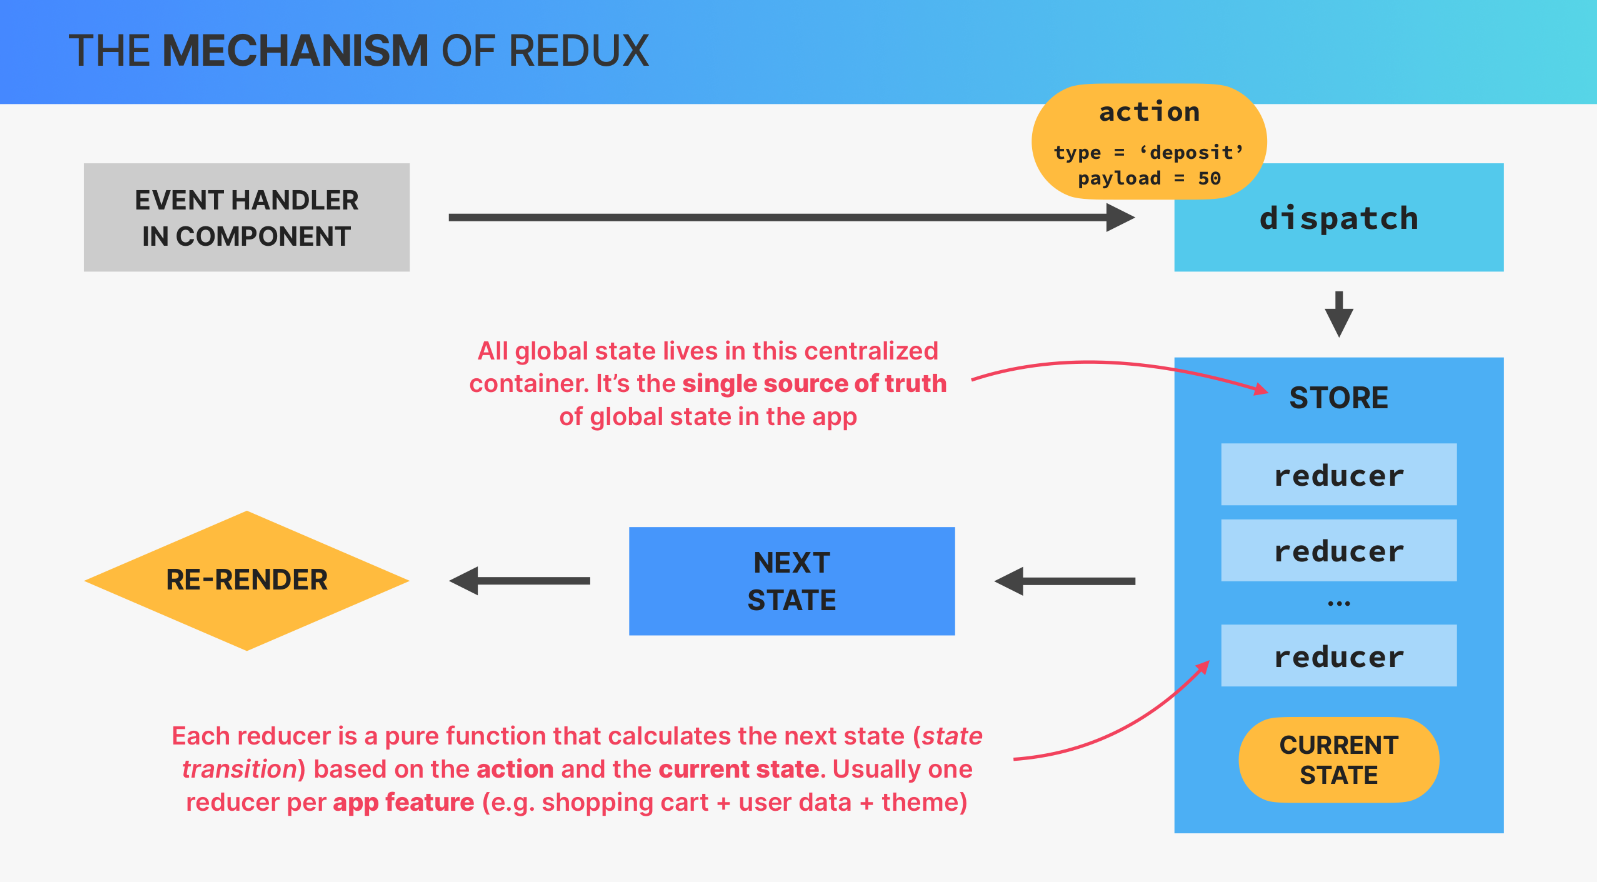 THE MECHANISM OF REDUX
action
type = ‘deposit’
payload = 50
EVENT HANDLER
IN COMPONENT
dispatch
All global state lives in this centralized
container. It’s the single source of truth
of global state in the app
STORE
reducer
reducer
...
reducer
CURRENT
STATE
NEXT
STATE
RE-RENDER
Each reducer is a pure function that calculates the next state (state
transition) based on the action and the current state. Usually one
reducer per app feature (e.g. shopping cart + user data + theme)